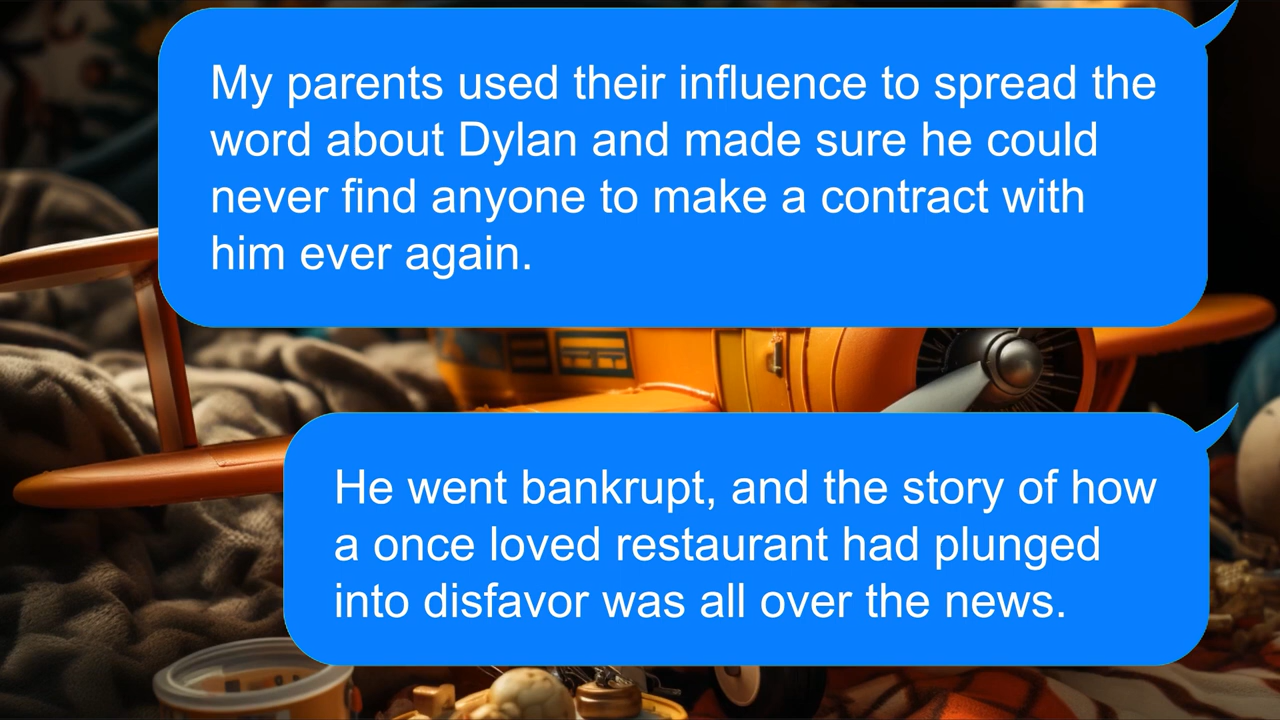 My parents used their influence to spread the
word about Dylan and made sure he could
never find anyone to make a contract with
him ever again.
He went bankrupt, and the story of how
a once loved restaurant had plunged
into disfavor was all over the news.